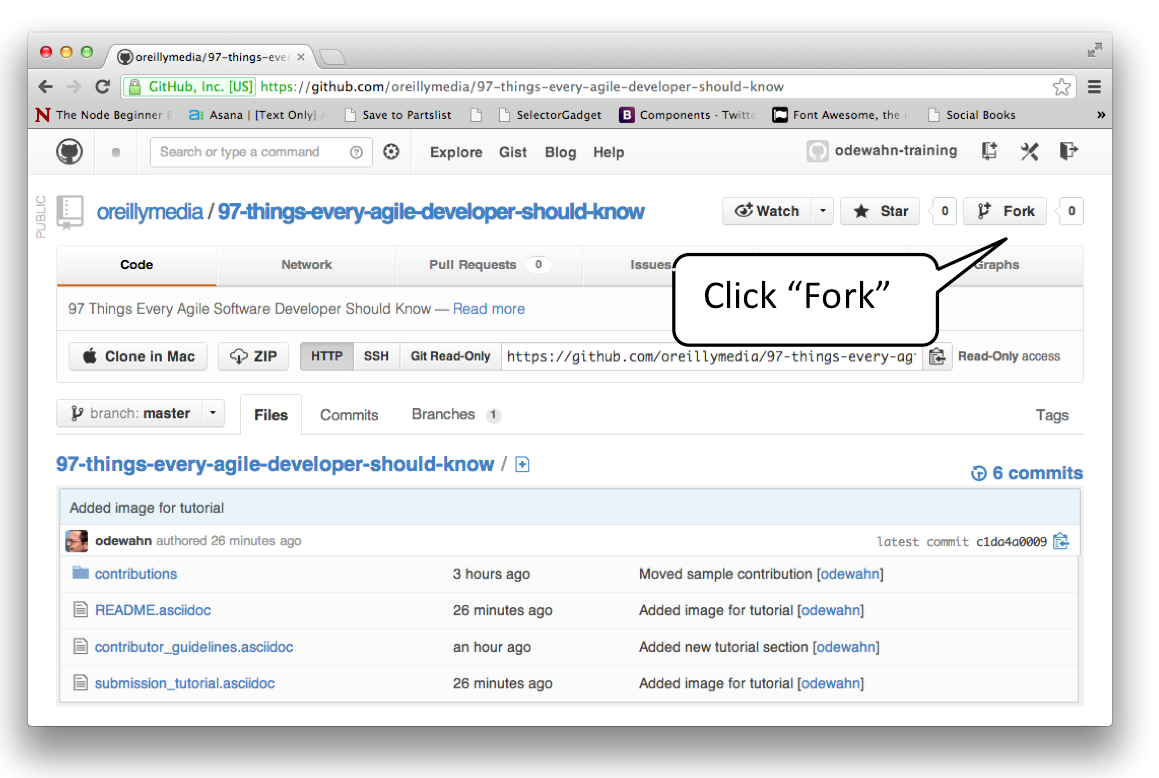 oreillymedia/97-things-ever
GitHub, Inc. [US] https://github.com/oreillymedia/97-things-every-agile-developer-should-know
The Node Beginner B Asana | [Text Only] Save to Partslist SelectorGadget Components · Twitte Font Awesome, the i Social Books »
Search or type a command Explore Gist Blog Help odewahn-training
PUBLIC
oreillymedia / 97-things-every-agile-developer-should-know Watch Star 0 Fork 0
Code Network Pull Requests 0 Issues Graphs
Click “Fork”
97 Things Every Agile Software Developer Should Know — Read more
Clone in Mac ZIP HTTP SSH Git Read-Only https://github.com/oreillymedia/97-things-every-ag Read-Only access
branch: master Files Commits Branches 1 Tags
97-things-every-agile-developer-should-know /
6 commits
Added image for tutorial
odewahn authored 26 minutes ago latest commit c1da4a0009
contributions 3 hours ago Moved sample contribution [odewahn]
README.asciidoc 26 minutes ago Added image for tutorial [odewahn]
contributor_guidelines.asciidoc an hour ago Added new tutorial section [odewahn]
submission_tutorial.asciidoc 26 minutes ago Added image for tutorial [odewahn]